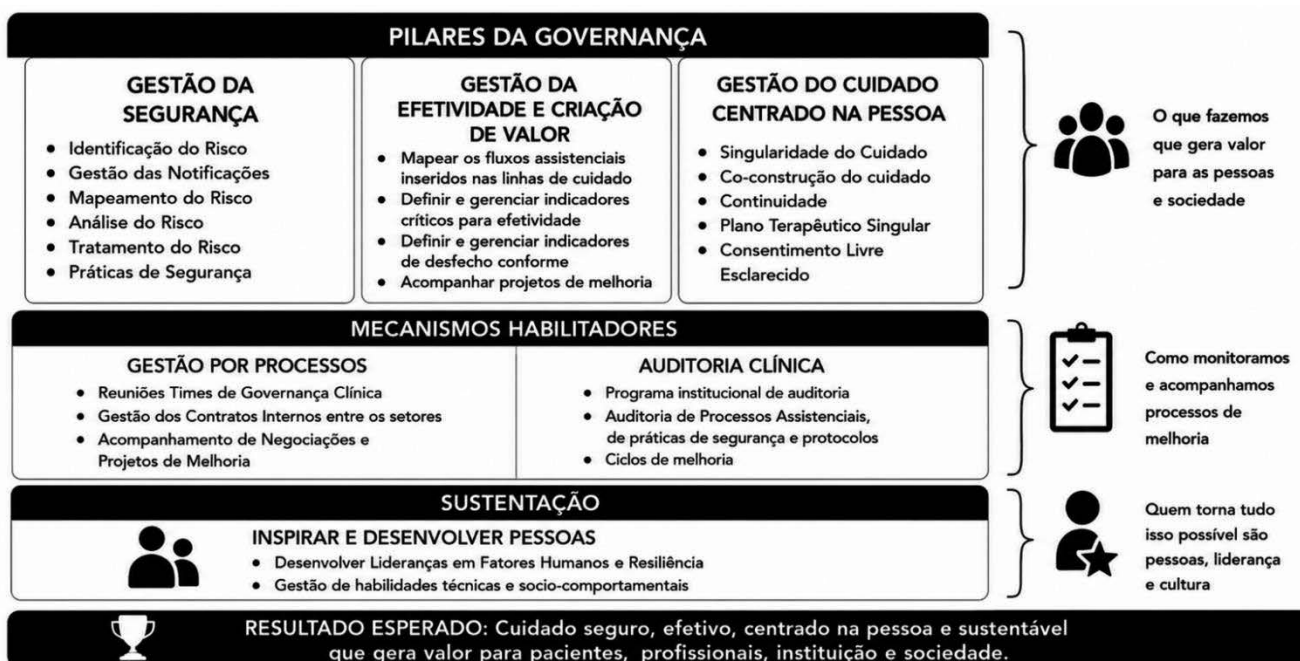 PILARES DA GOVERNANÇA
GESTÃO DA
SEGURANÇA
• Identificação do Risco
• Gestão das Notificações
• Mapeamento do Risco
• Análise do Risco
• Tratamento do Risco
• Práticas de Segurança
GESTÃO DA
EFETIVIDADE E CRIAÇÃO
DE VALOR
• Mapear os fluxos assistenciais
inseridos nas linhas de cuidado
• Definir e gerenciar indicadores
críticos para efetividade
• Definir e gerenciar indicadores
de desfecho conforme
• Acompanhar projetos de melhoria
GESTÃO DO CUIDADO
CENTRADO NA PESSOA
• Singularidade do Cuidado
• Co-construção do cuidado
• Continuidade
• Plano Terapêutico Singular
• Consentimento Livre
Esclarecido
O que fazemos
que gera valor
para as pessoas
e sociedade
MECANISMOS HABILITADORES
GESTÃO POR PROCESSOS
• Reuniões Times de Governança Clínica
• Gestão dos Contratos Internos entre os setores
• Acompanhamento de Negociações e
Projetos de Melhoria
AUDITORIA CLÍNICA
• Programa institucional de auditoria
• Auditoria de Processos Assistenciais,
de práticas de segurança e protocolos
• Ciclos de melhoria
Como monitoramos
e acompanhamos
processos de
melhoria
SUSTENTAÇÃO
INSPIRAR E DESENVOLVER PESSOAS
• Desenvolver Lideranças em Fatores Humanos e Resiliência
• Gestão de habilidades técnicas e socio-comportamentais
Quem torna tudo
isso possível são
pessoas, liderança
e cultura
RESULTADO ESPERADO: Cuidado seguro, efetivo, centrado na pessoa e sustentável
que gera valor para pacientes, profissionais, instituição e sociedade.